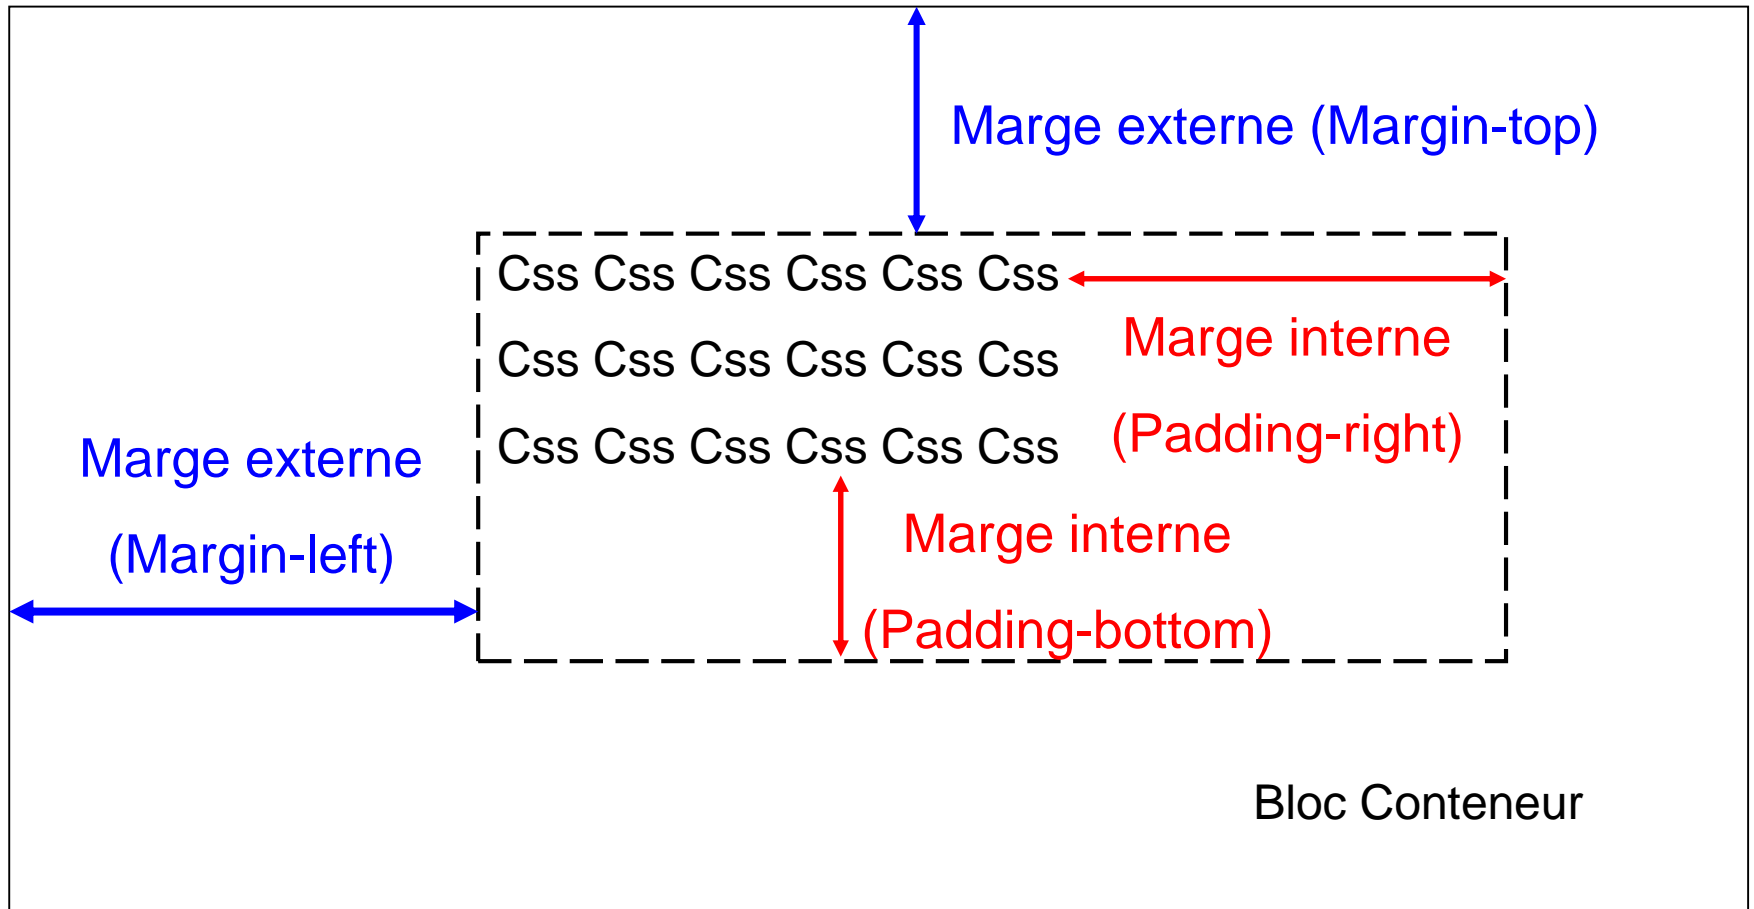 Marge externe (Margin-top)
Css Css Css Css Css Css
Marge interne
Css Css Css Css Css Css
(Padding-right)
Css Css Css Css Css Css
Marge externe
(Margin-left)
Marge interne
(Padding-bottom)
Bloc Conteneur